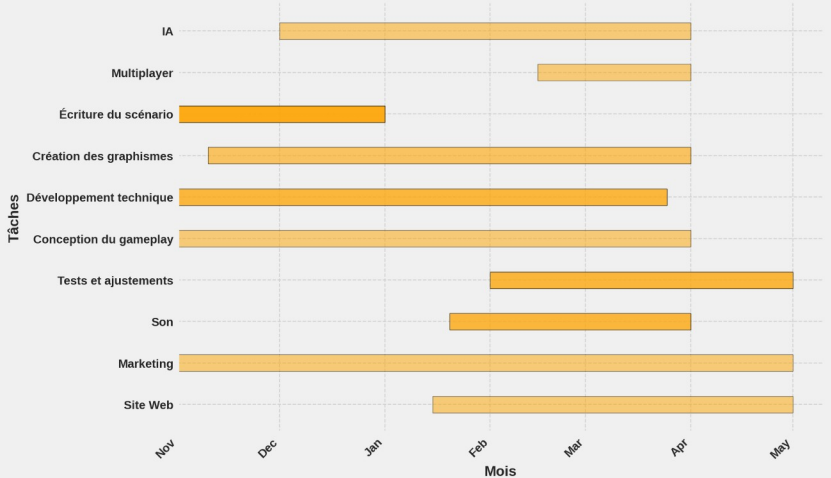 IA
Multiplayer
Écriture du scénario
Création des graphismes
Développement technique
Conception du gameplay
Tests et ajustements
Son
Marketing
Site Web
Tâches
Nov
Dec
Jan
Feb
Mar
Apr
May
Mois